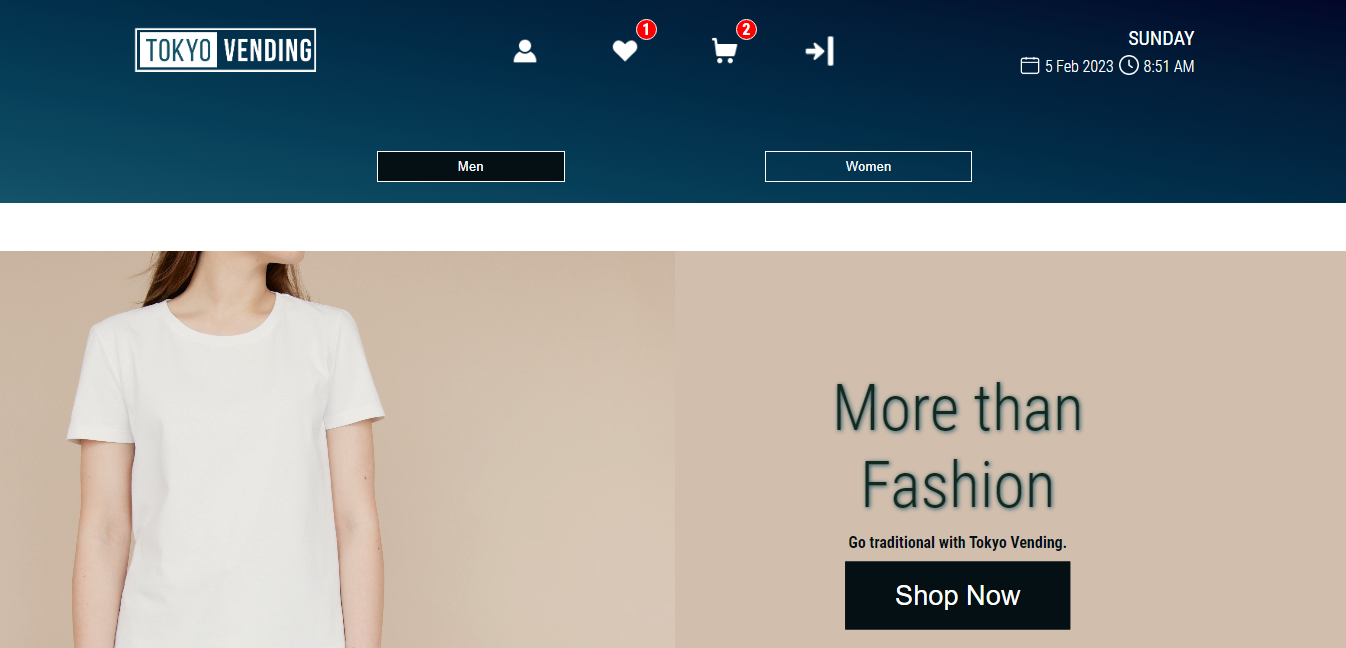 TOKYO VENDING
1
2
SUNDAY
5 Feb 2023 8:51 AM
Men
Women
More than
Fashion
Go traditional with Tokyo Vending.
Shop Now